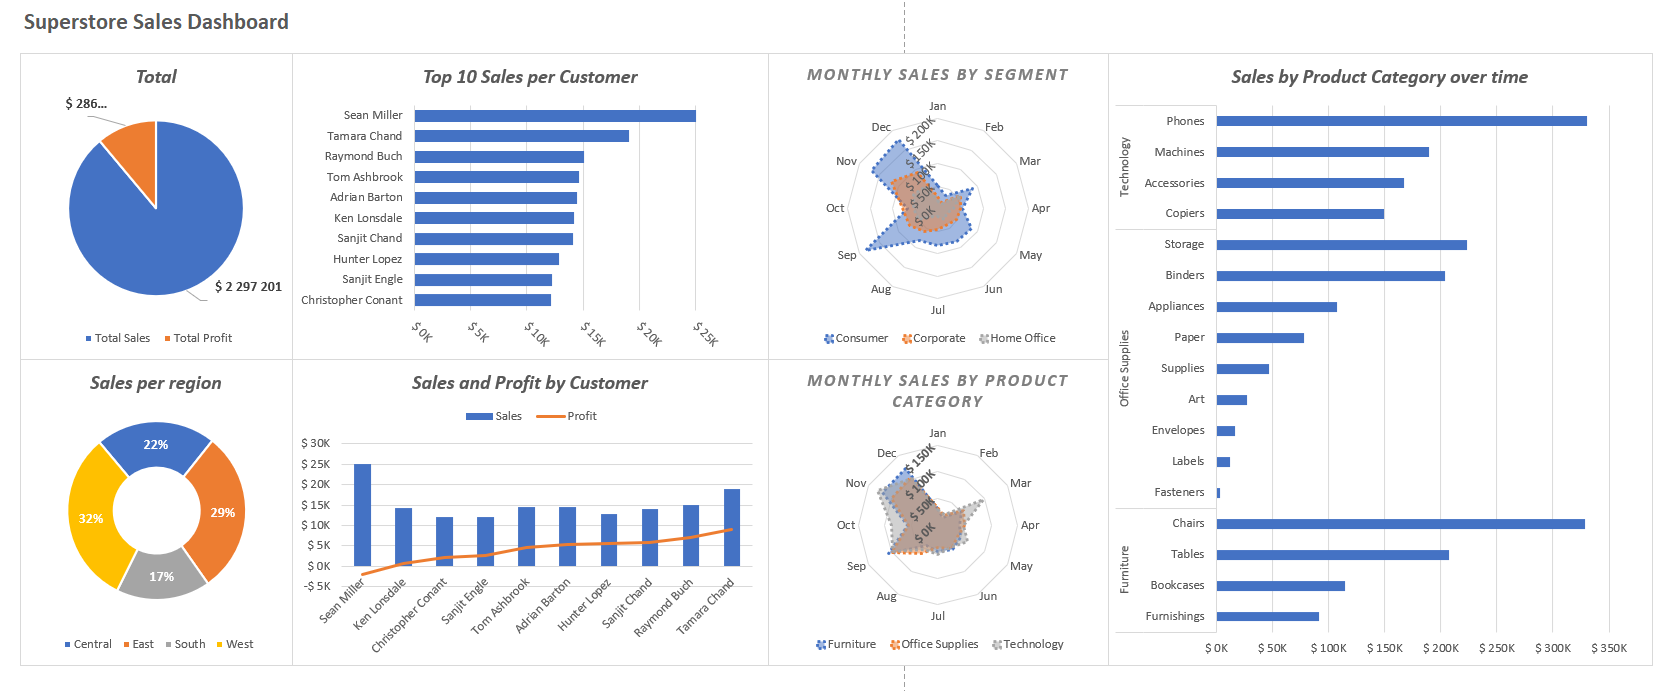 Superstore Sales Dashboard
Total
$ 286...
$ 2 297 201
Total Sales Total Profit
Top 10 Sales per Customer
Sean Miller
Tamara Chand
Raymond Buch
Tom Ashbrook
Adrian Barton
Ken Lonsdale
Sanjit Chand
Hunter Lopez
Sanjit Engle
Christopher Conant
$ 0K $ 5K $ 10K $ 15K $ 20K $ 25K
MONTHLY SALES BY SEGMENT
Jan
Feb
Mar
Apr
May
Jun
Jul
Aug
Sep
Oct
Nov
Dec
$ 200K
$ 150K
$ 100K
$ 50K
$ 0K
Consumer Corporate Home Office
Sales by Product Category over time
Technology
Phones
Machines
Accessories
Copiers
Office Supplies
Storage
Binders
Appliances
Paper
Supplies
Art
Envelopes
Labels
Fasteners
Furniture
Chairs
Tables
Bookcases
Furnishings
$ 0K $ 50K $ 100K $ 150K $ 200K $ 250K $ 300K $ 350K
Sales per region
22%
29%
17%
32%
Central East South West
Sales and Profit by Customer
Sales Profit
$ 30K
$ 25K
$ 20K
$ 15K
$ 10K
$ 5K
$ 0K
-$ 5K
Sean Miller
Ken Lonsdale
Christopher Conant
Sanjit Engle
Tom Ashbrook
Adrian Barton
Hunter Lopez
Sanjit Chand
Raymond Buch
Tamara Chand
MONTHLY SALES BY PRODUCT
CATEGORY
Jan
Feb
Mar
Apr
May
Jun
Jul
Aug
Sep
Oct
Nov
Dec
$ 150K
$ 100K
$ 50K
$ 0K
Furniture Office Supplies Technology